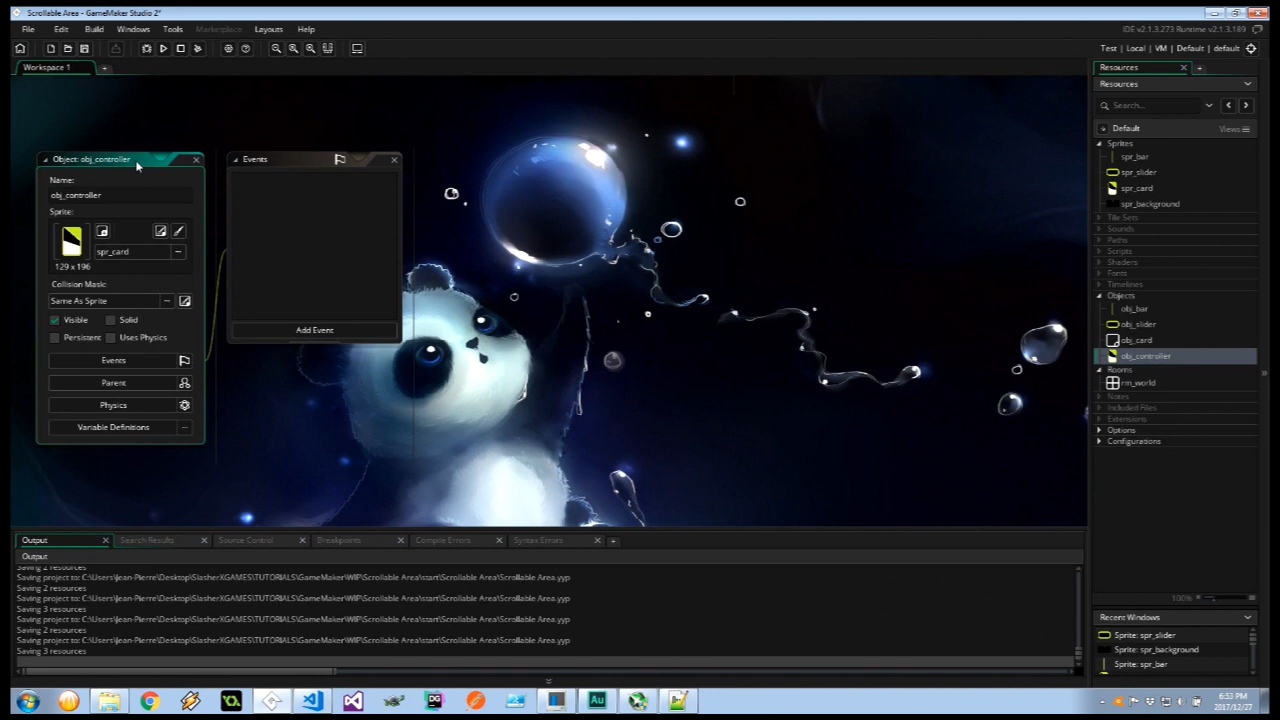 Scrollable Area - GameMaker Studio 2*
File Edit Build Windows Tools Marketplace Layouts Help
IDE v2.1.3.273 Runtime v2.1.3.189
Test | Local | VM | Default | default
Workspace 1
Resources
Resources
Search...
Default
Views
Sprites
spr_bar
spr_slider
spr_card
spr_background
Tile Sets
Sounds
Paths
Scripts
Shaders
Fonts
Timelines
Objects
obj_bar
obj_slider
obj_card
obj_controller
Rooms
rm_world
Notes
Included Files
Extensions
Options
Configurations
100%
Recent Windows
Sprite: spr_slider
Sprite: spr_background
Sprite: spr_bar
Object: obj_controller
Name:
obj_controller
Sprite:
spr_card
129 x 196
Collision Mask:
Same As Sprite
Visible Solid
Persistent Uses Physics
Events
Parent
Physics
Variable Definitions
Events
Add Event
Output Search Results Source Control Breakpoints Compile Errors Syntax Errors
Output
Saving 2 resources
Saving project to: C:\Users\Jean-Pierre\Desktop\SlasherXGAMES\TUTORIALS\GameMaker\WIP\Scrollable Area\start\Scrollable Area\Scrollable Area.yyp
Saving 2 resources
Saving project to: C:\Users\Jean-Pierre\Desktop\SlasherXGAMES\TUTORIALS\GameMaker\WIP\Scrollable Area\start\Scrollable Area\Scrollable Area.yyp
Saving 3 resources
Saving project to: C:\Users\Jean-Pierre\Desktop\SlasherXGAMES\TUTORIALS\GameMaker\WIP\Scrollable Area\start\Scrollable Area\Scrollable Area.yyp
Saving 2 resources
Saving project to: C:\Users\Jean-Pierre\Desktop\SlasherXGAMES\TUTORIALS\GameMaker\WIP\Scrollable Area\start\Scrollable Area\Scrollable Area.yyp
Saving 3 resources
DG
Au
6:53 PM
2017/12/27